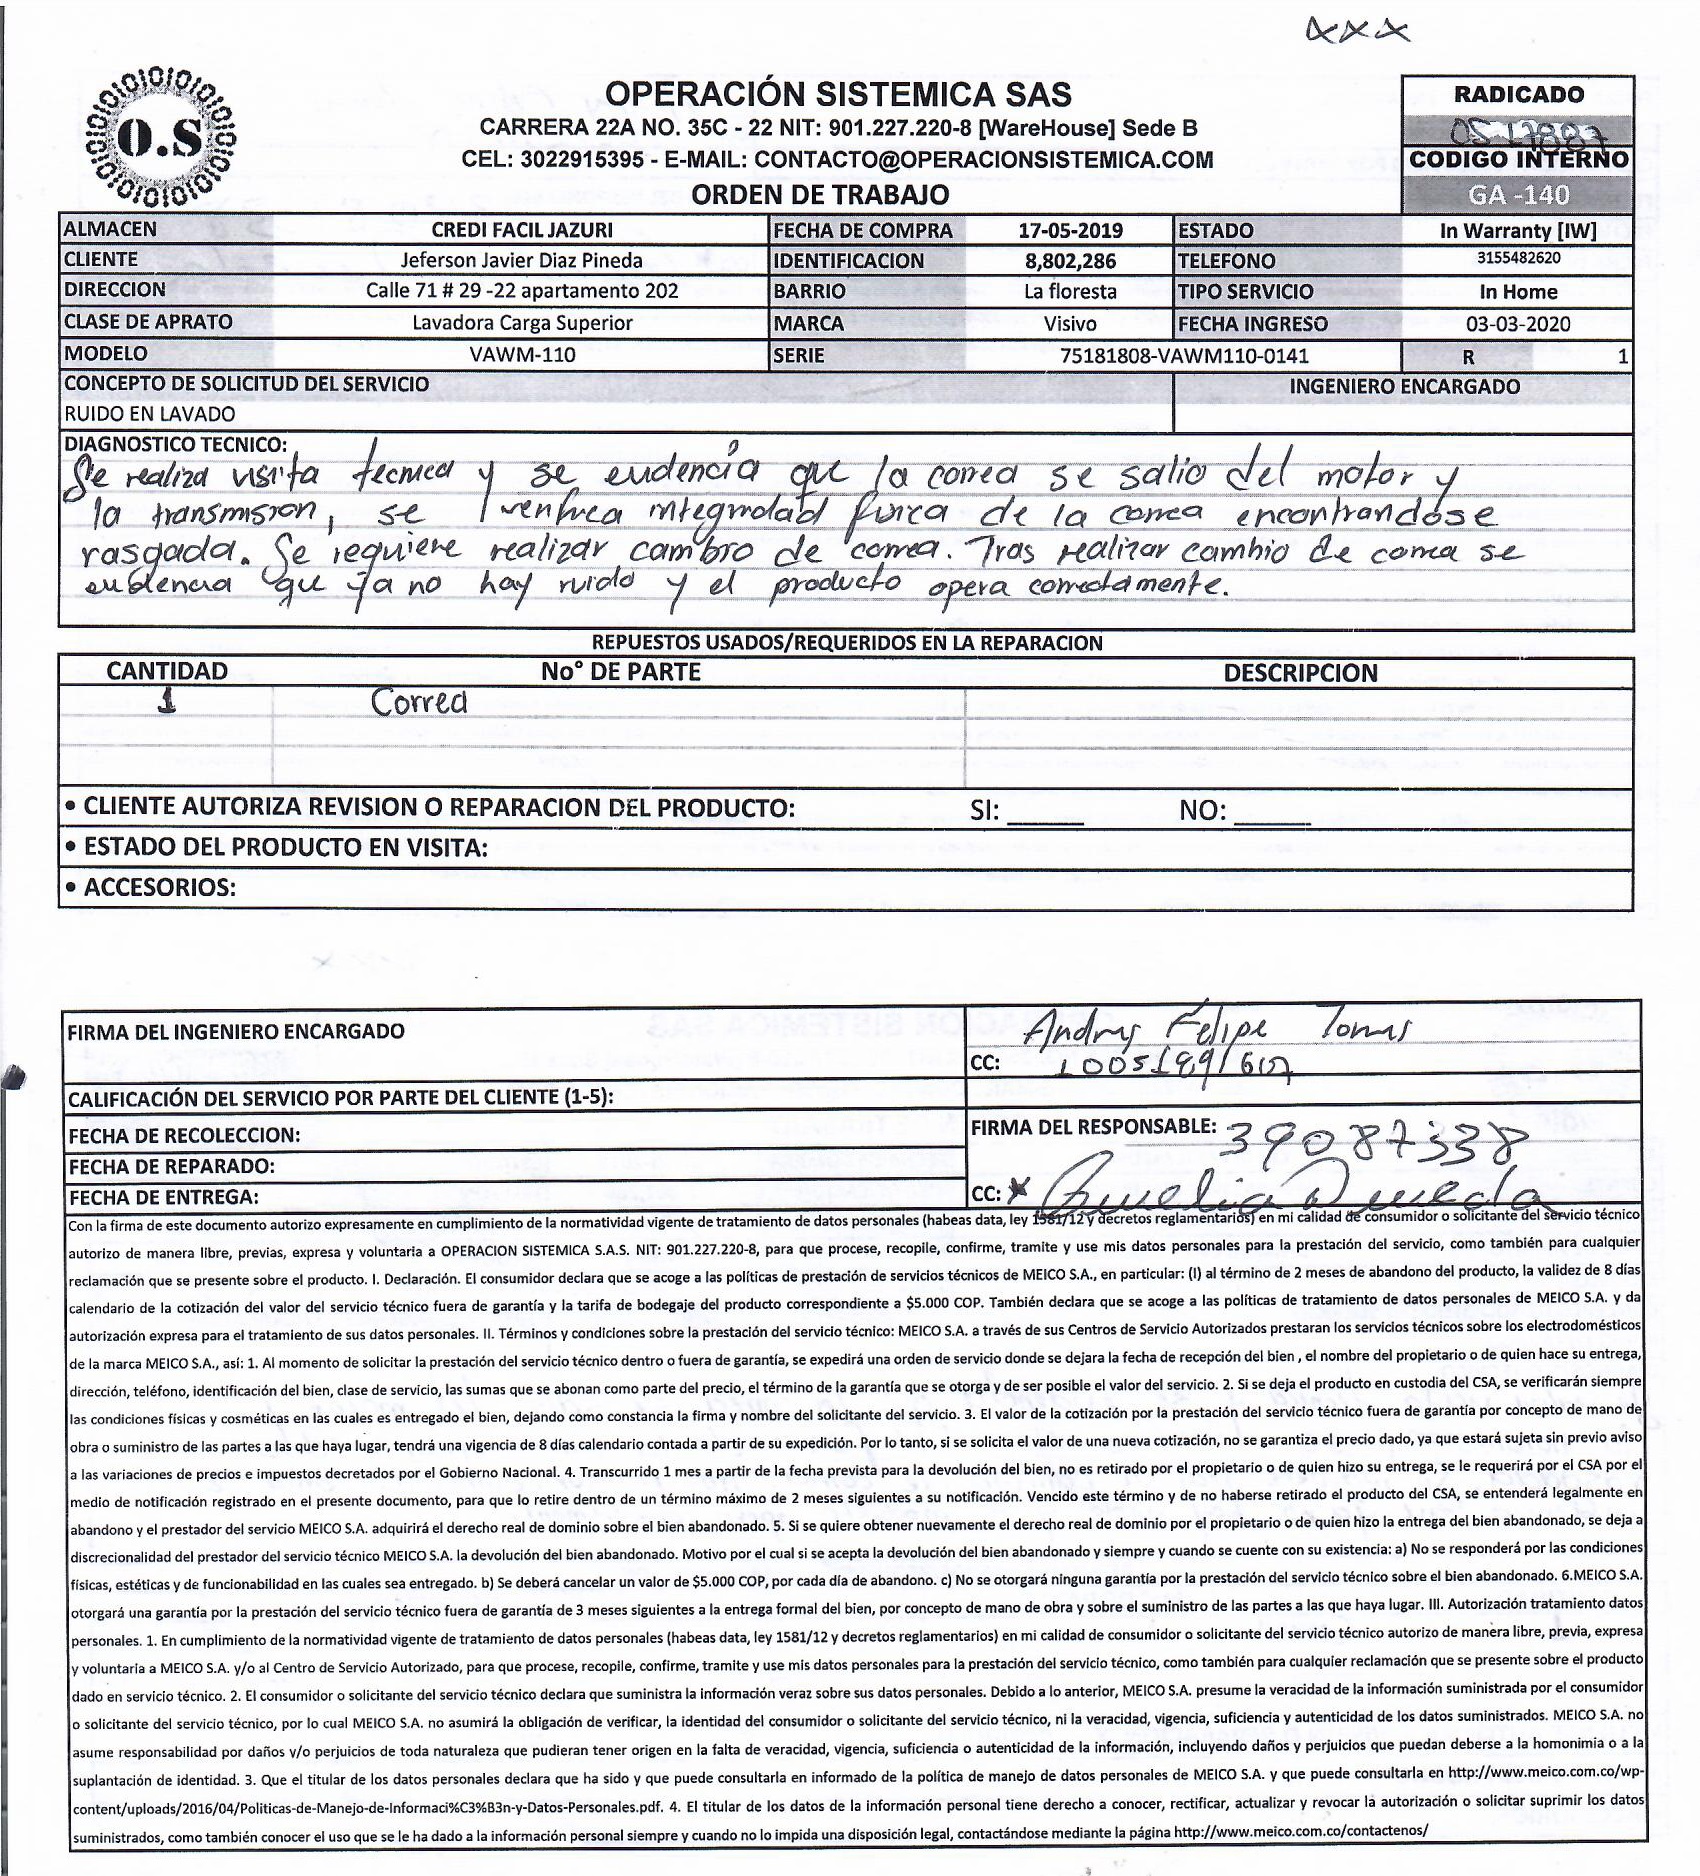 xxx
O.S
OPERACIÓN SISTEMICA SAS
CARRERA 22A NO. 35C - 22 NIT: 901.227.220-8 [WareHouse] Sede B
CEL: 3022915395 - E-MAIL: CONTACTO@OPERACIONSISTEMICA.COM
ORDEN DE TRABAJO
RADICADO
OS 17887
CODIGO INTERNO
GA -140
ALMACEN CREDI FACIL JAZURI FECHA DE COMPRA 17-05-2019 ESTADO In Warranty [IW]
CLIENTE Jeferson Javier Diaz Pineda IDENTIFICACION 8,802,286 TELEFONO 3155482620
DIRECCION Calle 71 # 29 -22 apartamento 202 BARRIO La floresta TIPO SERVICIO In Home
CLASE DE APRATO Lavadora Carga Superior MARCA Visivo FECHA INGRESO 03-03-2020
MODELO VAWM-110 SERIE 75181808-VAWM110-0141 R 1
CONCEPTO DE SOLICITUD DEL SERVICIO INGENIERO ENCARGADO
RUIDO EN LAVADO
DIAGNOSTICO TECNICO:
Se realiza visita tecnica y se eudencia que la correa se salio del motor y
la transmision, se verifica integridad fisica de la correa encontrandose
rasgada. Se requiere realizar cambio de correa. Tras realizar cambio de correa se
eudencia que ya no hay ruido y el producto opera correctamente.
REPUESTOS USADOS/REQUERIDOS EN LA REPARACION
CANTIDAD No° DE PARTE DESCRIPCION
1 Correa
• CLIENTE AUTORIZA REVISION O REPARACION DEL PRODUCTO: SI: _____ NO: _____
• ESTADO DEL PRODUCTO EN VISITA:
• ACCESORIOS:
FIRMA DEL INGENIERO ENCARGADO Andres Felipe Torres
CC:
CALIFICACIÓN DEL SERVICIO POR PARTE DEL CLIENTE (1-5):
FECHA DE RECOLECCION: FIRMA DEL RESPONSABLE: 39087338
FECHA DE REPARADO:
FECHA DE ENTREGA: CC:
Con la firma de este documento autorizo expresamente en cumplimiento de la normatividad vigente de tratamiento de datos personales (habeas data, ley 1581/12 y decretos reglamentarios) en mi calidad de consumidor o solicitante del servicio técnico
autorizo de manera libre, previas, expresa y voluntaria a OPERACION SISTEMICA S.A.S. NIT: 901.227.220-8, para que procese, recopile, confirme, tramite y use mis datos personales para la prestación del servicio, como también para cualquier
reclamación que se presente sobre el producto. I. Declaración. El consumidor declara que se acoge a las políticas de prestación de servicios técnicos de MEICO S.A., en particular: (I) al término de 2 meses de abandono del producto, la validez de 8 días
calendario de la cotización del valor del servicio técnico fuera de garantía y la tarifa de bodegaje del producto correspondiente a $5.000 COP. También declara que se acoge a las políticas de tratamiento de datos personales de MEICO S.A. y da
autorización expresa para el tratamiento de sus datos personales. II. Términos y condiciones sobre la prestación del servicio técnico: MEICO S.A. a través de sus Centros de Servicio Autorizados prestaran los servicios técnicos sobre los electrodomésticos
de la marca MEICO S.A., así: 1. Al momento de solicitar la prestación del servicio técnico dentro o fuera de garantía, se expedirá una orden de servicio donde se dejara la fecha de recepción del bien , el nombre del propietario o de quien hace su entrega,
dirección, teléfono, identificación del bien, clase de servicio, las sumas que se abonan como parte del precio, el término de la garantía que se otorga y de ser posible el valor del servicio. 2. Si se deja el producto en custodia del CSA, se verificarán siempre
las condiciones físicas y cosméticas en las cuales es entregado el bien, dejando como constancia la firma y nombre del solicitante del servicio. 3. El valor de la cotización por la prestación del servicio técnico fuera de garantía por concepto de mano de
obra o suministro de las partes a las que haya lugar, tendrá una vigencia de 8 días calendario contada a partir de su expedición. Por lo tanto, si se solicita el valor de una nueva cotización, no se garantiza el precio dado, ya que estará sujeta sin previo aviso
a las variaciones de precios e impuestos decretados por el Gobierno Nacional. 4. Transcurrido 1 mes a partir de la fecha prevista para la devolución del bien, no es retirado por el propietario o de quien hizo su entrega, se le requerirá por el CSA por el
medio de notificación registrado en el presente documento, para que lo retire dentro de un término máximo de 2 meses siguientes a su notificación. Vencido este término y de no haberse retirado el producto del CSA, se entenderá legalmente en
abandono y el prestador del servicio MEICO S.A. adquirirá el derecho real de dominio sobre el bien abandonado. 5. Si se quiere obtener nuevamente el derecho real de dominio por el propietario o de quien hizo la entrega del bien abandonado, se deja a
discrecionalidad del prestador del servicio técnico MEICO S.A. la devolución del bien abandonado. Motivo por el cual si se acepta la devolución del bien abandonado y siempre y cuando se cuente con su existencia: a) No se responderá por las condiciones
físicas, estéticas y de funcionabilidad en las cuales sea entregado. b) Se deberá cancelar un valor de $5.000 COP, por cada día de abandono. c) No se otorgará ninguna garantía por la prestación del servicio técnico sobre el bien abandonado. 6.MEICO S.A.
otorgará una garantía por la prestación del servicio técnico fuera de garantía de 3 meses siguientes a la entrega formal del bien, por concepto de mano de obra y sobre el suministro de las partes a las que haya lugar. III. Autorización tratamiento datos
personales. 1. En cumplimiento de la normatividad vigente de tratamiento de datos personales (habeas data, ley 1581/12 y decretos reglamentarios) en mi calidad de consumidor o solicitante del servicio técnico autorizo de manera libre, previa, expresa
y voluntaria a MEICO S.A. y/o al Centro de Servicio Autorizado, para que procese, recopile, confirme, tramite y use mis datos personales para la prestación del servicio técnico, como también para cualquier reclamación que se presente sobre el producto
dado en servicio técnico. 2. El consumidor o solicitante del servicio técnico declara que suministra la información veraz sobre sus datos personales. Debido a lo anterior, MEICO S.A. presume la veracidad de la información suministrada por el consumidor
o solicitante del servicio técnico, por lo cual MEICO S.A. no asumirá la obligación de verificar, la identidad del consumidor o solicitante del servicio técnico, ni la veracidad, vigencia, suficiencia y autenticidad de los datos suministrados. MEICO S.A. no
asume responsabilidad por daños y/o perjuicios de toda naturaleza que pudieran tener origen en la falta de veracidad, vigencia, suficiencia o autenticidad de la información, incluyendo daños y perjuicios que puedan deberse a la homonimia o a la
suplantación de identidad. 3. Que el titular de los datos personales declara que ha sido y que puede consultarla en informado de la política de manejo de datos personales de MEICO S.A. y que puede consultarla en http://www.meico.com.co/wp-
content/uploads/2016/04/Politicas-de-Manejo-de-Informaci%C3%B3n-y-Datos-Personales.pdf. 4. El titular de los datos de la información personal tiene derecho a conocer, rectificar, actualizar y revocar la autorización o solicitar suprimir los datos
suministrados, como también conocer el uso que se le ha dado a la información personal siempre y cuando no lo impida una disposición legal, contactándose mediante la página http://www.meico.com.co/contactenos/